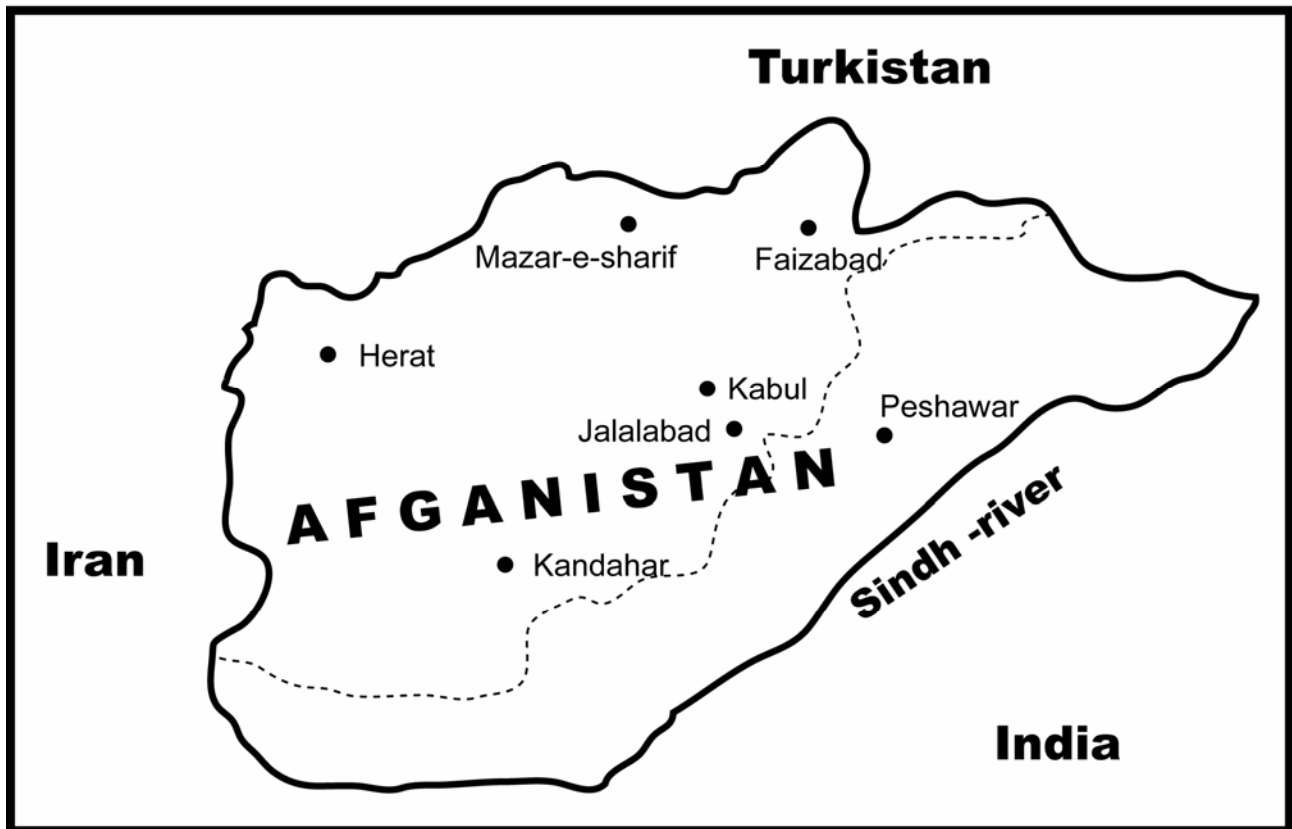 Turkistan
Mazar-e-sharif
Faizabad
Herat
Kabul
Peshawar
Jalalabad
AFGANISTAN
Sindh -river
Iran
Kandahar
India